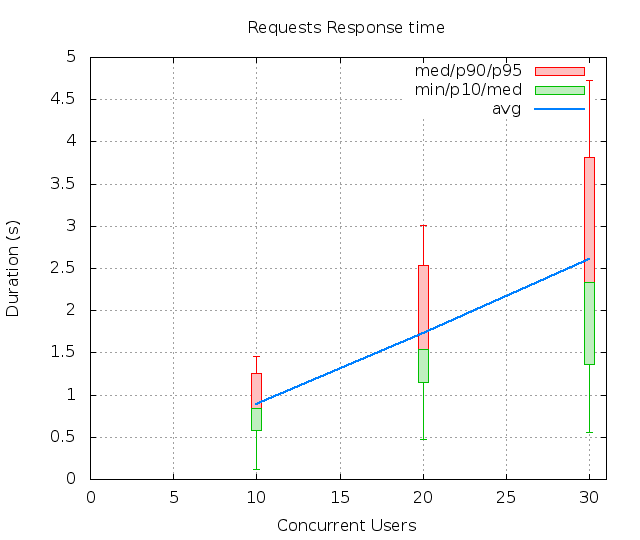 Requests Response time
5
4.5
4
3.5
3
2.5
2
1.5
1
0.5
0
med/p90/p95
min/p10/med
avg
Duration (s)
0 5 10 15 20 25 30
Concurrent Users